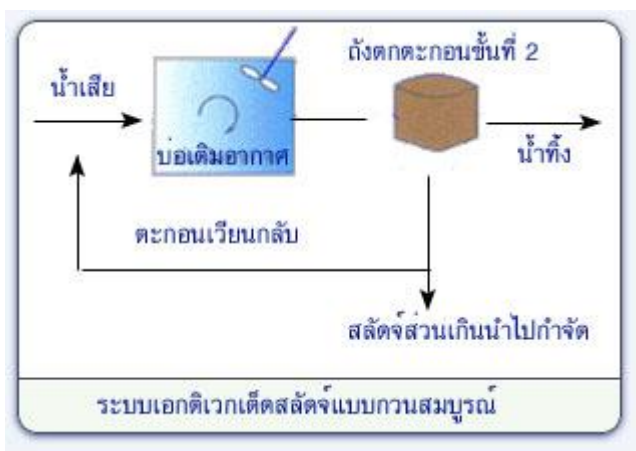 ถังตกตะกอนขั้นที่ 2
น้ำเสีย
บ่อเติมอากาศ
น้ำทิ้ง
ตะกอนเวียนกลับ
สลัดจ์ส่วนเกินนำไปกำจัด
ระบบเอกติเวกเต็ดสลัดจ์แบบกวนสมบูรณ์